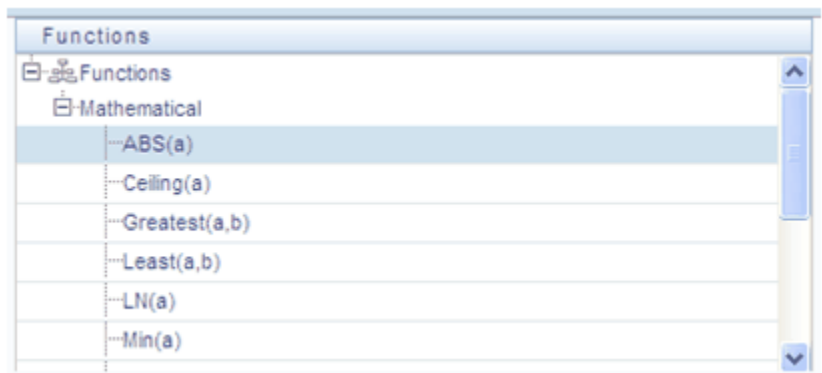 Functions
Functions
Mathematical
ABS(a)
Ceiling(a)
Greatest(a,b)
Least(a,b)
LN(a)
Min(a)